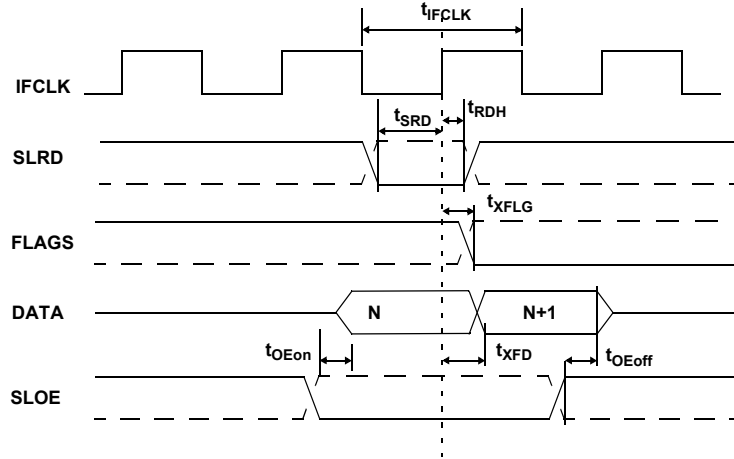 tIFCLK
IFCLK
tSRD
tRDH
SLRD
tXFLG
FLAGS
DATA
N
N+1
tOEon
tXFD
tOEoff
SLOE